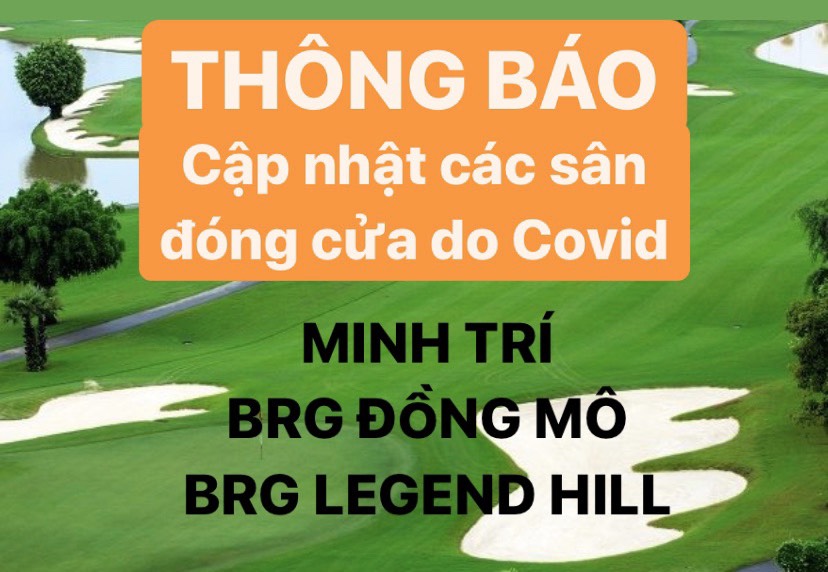 THÔNG BÁO
Cập nhật các sân
đóng cửa do Covid
MINH TRÍ
BRG ĐỒNG MÔ
BRG LEGEND HILL